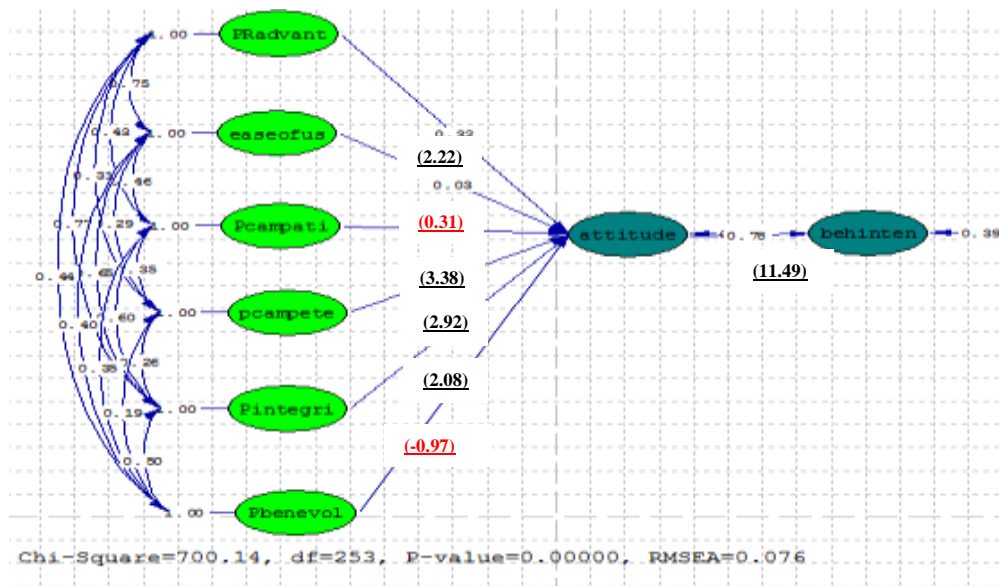 1.00 PRadvant
0.75
0.42 1.00 easeofus 0.32
(2.22)
0.46
0.03
0.77 0.29 1.00 Pcampati (0.31) attitude 0.78 behinten 0.39
0.44 0.65 0.35 (3.38) (11.49)
0.40 0.60 1.00 pcampete (2.92)
0.35 0.26
(2.08)
0.19 1.00 Pintegri
(-0.97)
1.00 Pbenevol
Chi-Square=700.14, df=253, P-value=0.00000, RMSEA=0.076